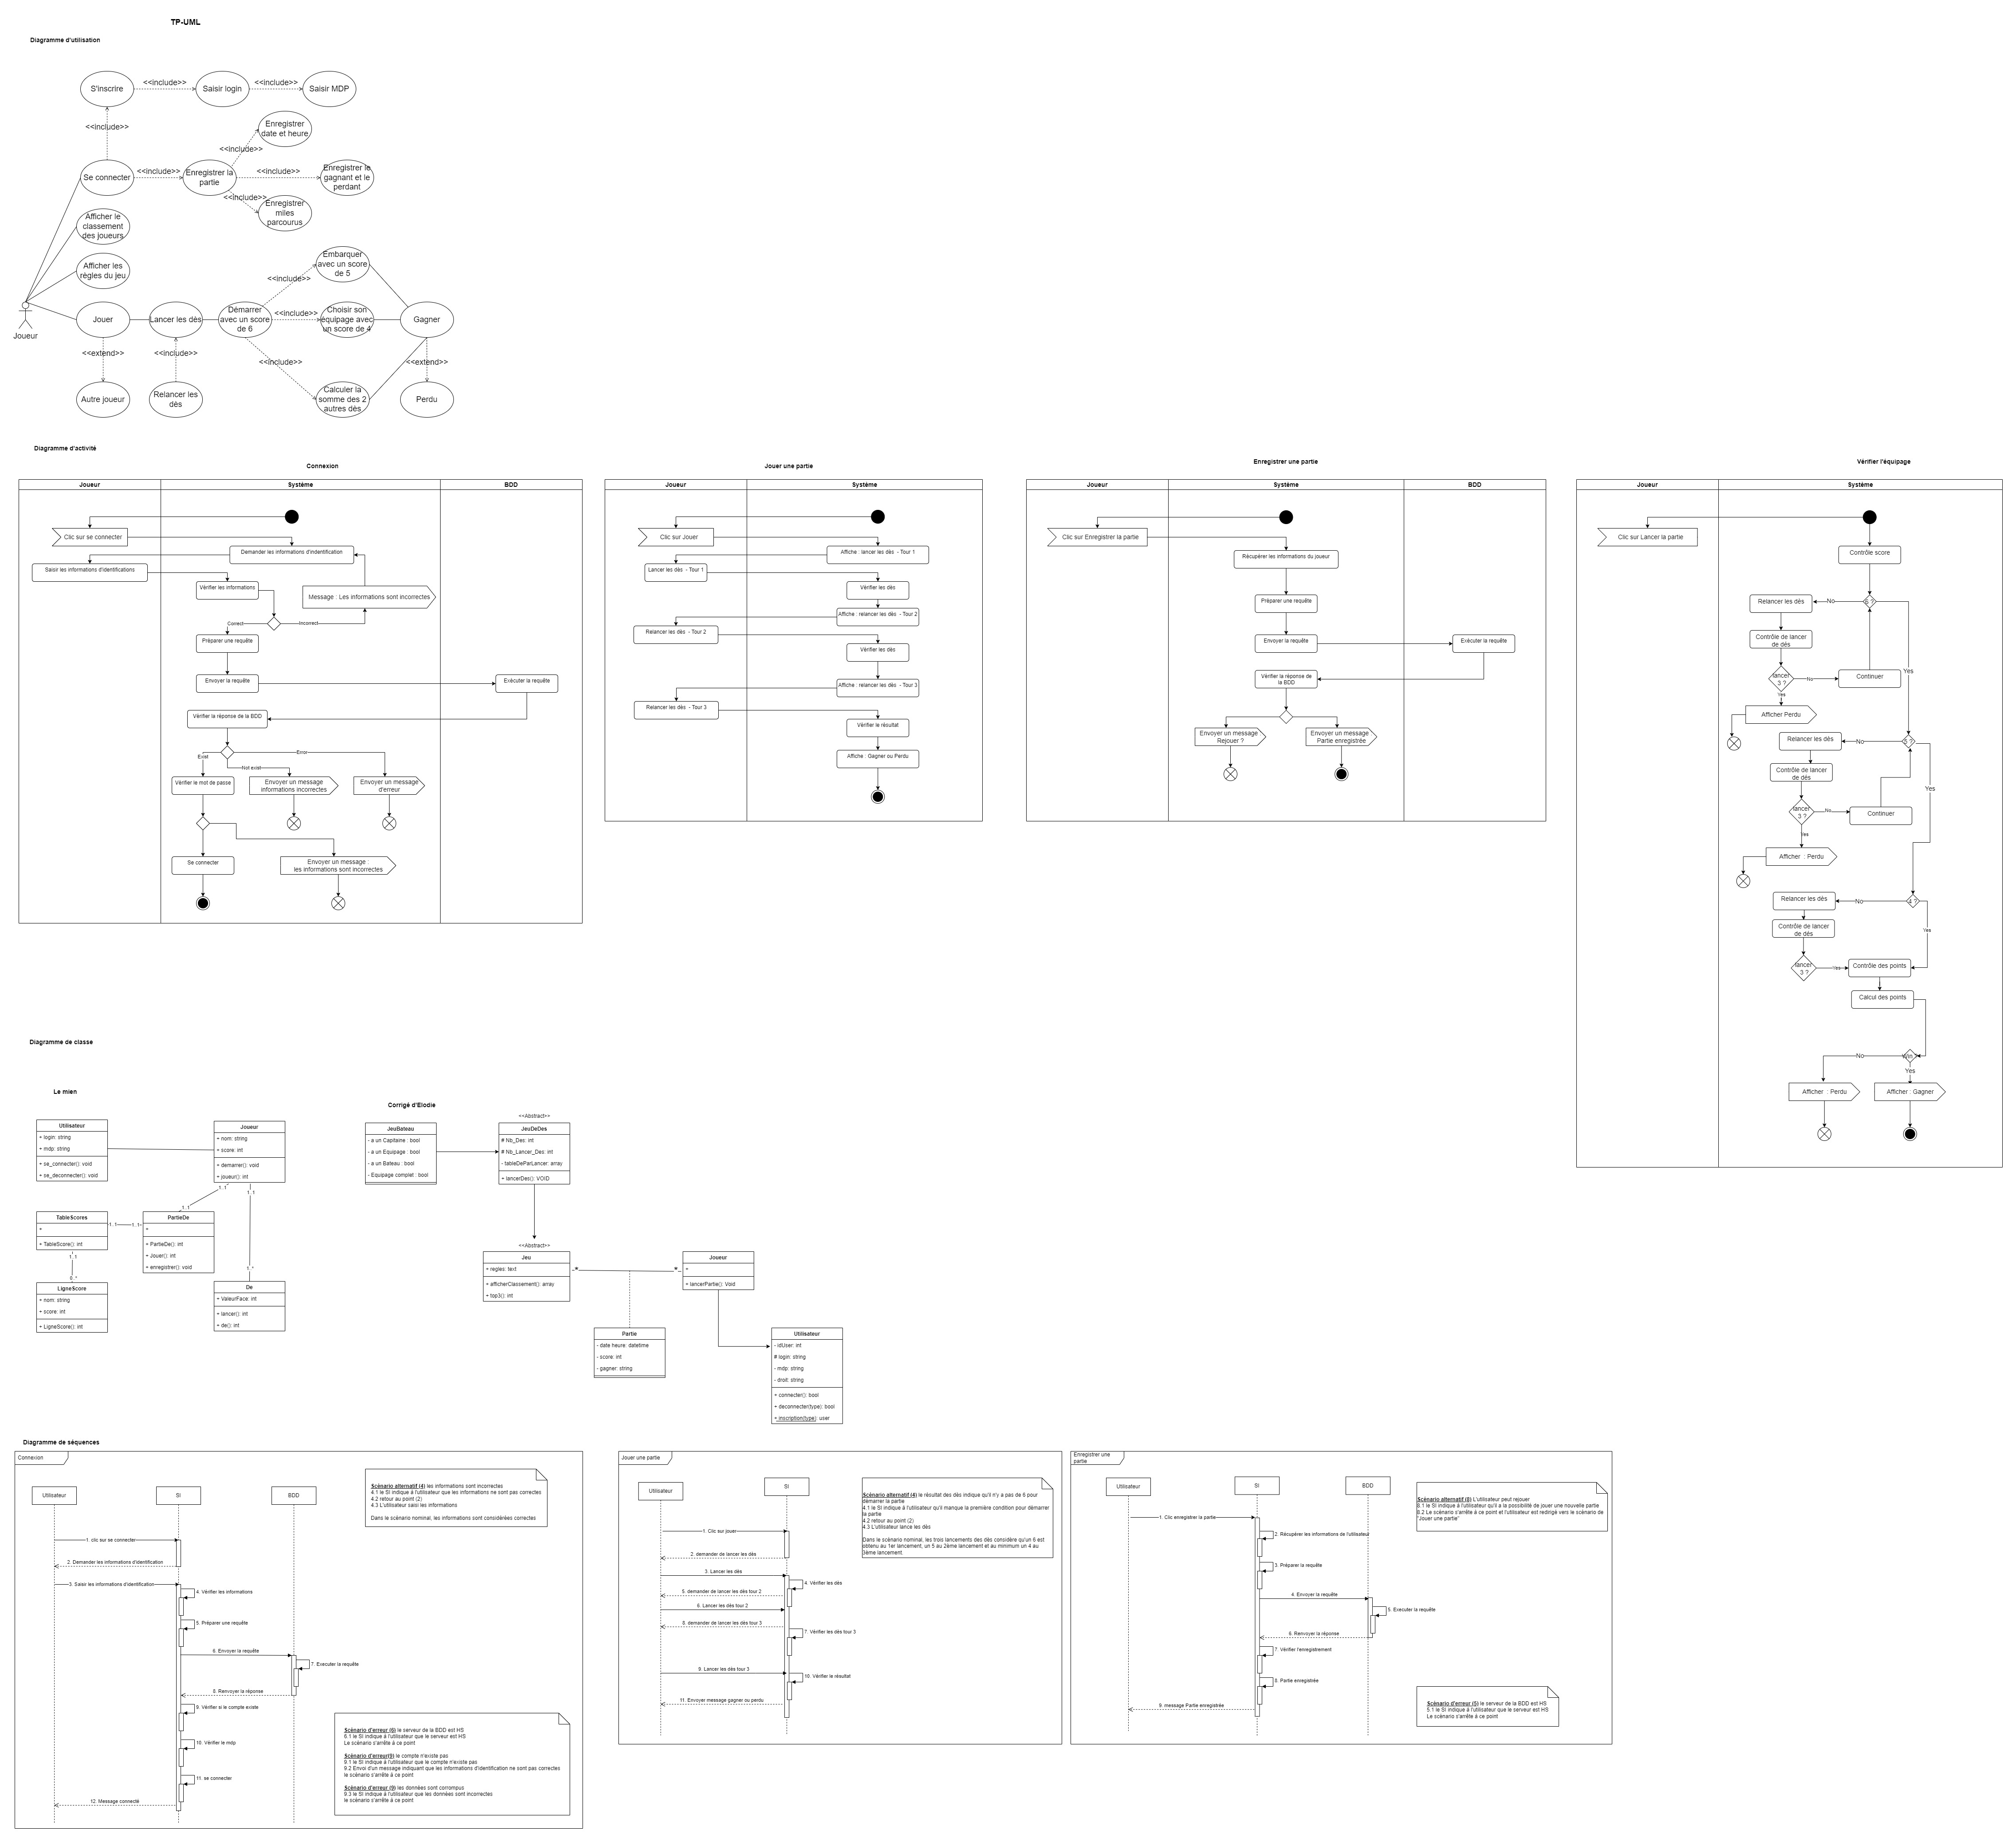 TP-UML
Diagramme d'utilisation
S'inscrire
<<include>>
Saisir login
<<include>>
Saisir MDP
<<include>>
Enregistrer
date et heure
<<include>>
Se connecter
<<include>>
Enregistrer la
partie
<<include>>
Enregistrer le
gagnant et le
perdant
<<include>>
Enregistrer
miles
parcourus
Afficher le
classement
des joueurs
Afficher les
règles du jeu
Joueur
Jouer
Lancer les dés
Démarrer
avec un score
de 6
<<include>>
Embarquer
avec un score
de 5
<<include>>
Choisir son
équipage avec
un score de 4
Gagner
<<extend>>
<<include>>
<<include>>
<<extend>>
Autre joueur
Relancer les
dés
Calculer la
somme des 2
autres dés
Perdu
Diagramme d'activité
Connexion
Joueur
Système
BDD
Clic sur se connecter
Demander les informations d'indentification
Saisir les informations d'identifications
Vérifier les informations
Message : Les informations sont incorrectes
Correct
Incorrect
Préparer une requête
Envoyer la requête
Exécuter la requête
Vérifier la réponse de la BDD
Exist
Error
Not exist
Vérifier le mot de passe
Envoyer un message
informations incorrectes
Envoyer un message
d'erreur
Se connecter
Envoyer un message :
les informations sont incorrectes
Jouer une partie
Joueur
Système
Clic sur Jouer
Affiche : lancer les dés - Tour 1
Lancer les dés - Tour 1
Vérifier les dés
Affiche : relancer les dés - Tour 2
Relancer les dés - Tour 2
Vérifier les dés
Affiche : relancer les dés - Tour 3
Relancer les dés - Tour 3
Vérifier le résultat
Affiche : Gagner ou Perdu
Enregistrer une partie
Joueur
Système
BDD
Clic sur Enregistrer la partie
Récupérer les informations du joueur
Préparer une requête
Envoyer la requête
Exécuter la requête
Vérifier la réponse de
la BDD
Envoyer un message
Rejouer ?
Envoyer un message
Partie enregistrée
Vérifier l'équipage
Joueur
Système
Clic sur Lancer la partie
Contrôle score
Relancer les dés
No
6 ?
Contrôle de lancer
de dés
Yes
lancer
3 ?
No
Continuer
Yes
Afficher Perdu
Relancer les dés
No
5 ?
Contrôle de lancer
de dés
Yes
lancer
3 ?
No
Continuer
Yes
Afficher : Perdu
Relancer les dés
No
4 ?
Contrôle de lancer
de dés
Yes
lancer
3 ?
Yes
Contrôle des points
Calcul des points
No
Yes
Afficher : Perdu
Afficher : Gagner
Diagramme de classe
Le mien
Utilisateur
+ login: string
+ mdp: string
+ se_connecter(): void
+ se_deconnecter(): void
Joueur
+ nom: string
+ score: int
+ demarrer(): void
+ joueur(): int
1..1
1..1
1..1
TableScores
+
+ TableScore(): int
1..1
1..1
PartieDe
+
+ PartieDe(): int
+ Jouer(): int
+ enregistrer(): void
1..1
0..*
1..*
LigneScore
+ nom: string
+ score: int
+ LigneScore(): int
De
+ ValeurFace: int
+ lancer(): int
+ de(): int
Corrigé d'Elodie
JeuBateau
- a un Capitaine : bool
- a un Equipage : bool
- a un Bateau : bool
- Equipage complet : bool
<<Abstract>>
JeuDeDes
# Nb_Des: int
# Nb_Lancer_Des: int
- tableDeParLancer: array
+ lancerDes(): VOID
<<Abstract>>
Jeu
+ regles: text
+ afficherClassement(): array
+ top3(): int
*
*
Joueur
+
+ lancerPartie(): Void
Partie
- date heure: datetime
- score: int
- gagner: string
Utilisateur
- idUser: int
# login: string
- mdp: string
- droit: string
+ connecter(): bool
+ deconnecter(type): bool
+ inscription(type): user
Diagramme de séquences
Connexion
Utilisateur
SI
BDD
Scénario alternatif (4) les informations sont incorrectes
4.1 le SI indique à l'utilisateur que les informations ne sont pas correctes
4.2 retour au point (2)
4.3 L'utilisateur saisi les informations
Dans le scénario nominal, les informations sont considérées correctes
1. clic sur se connecter
2. Demander les informations d'identification
3. Saisir les informations d'identification
4. Vérifier les informations
5. Préparer une requête
6. Envoyer la requête
7. Executer la requête
8. Renvoyer la réponse
9. Vérifier si le compte existe
10. Vérifier le mdp
11. se connecter
12. Message connecté
Scénario d'erreur (6) le serveur de la BDD est HS
6.1 le SI indique à l'utilisateur que le serveur est HS
Le scénario s'arrête à ce point
Scénario d'erreur(9) le compte n'existe pas
9.1 le SI indique à l'utilisateur que le compte n'existe pas
9.2 Envoi d'un message indiquant que les informations d'identification ne sont pas correctes
le scénario s'arrête à ce point
Scénario d'erreur (9) les données sont corrompus
9.3 le SI indique à l'utilisateur que les données sont incorrectes
le scénario s'arrête à ce point
Jouer une partie
Utilisateur
SI
Scénario alternatif (4) le résultat des dés indique qu'il n'y a pas de 6 pour
démarrer la partie
4.1 le SI indique à l'utilisateur qu'il manque la première condition pour démarrer
la partie
4.2 retour au point (2)
4.3 L'utilisateur lance les dés
Dans le scénario nominal, les trois lancements des dés considère qu'un 6 est
obtenu au 1er lancement, un 5 au 2ème lancement et au minimum un 4 au
3ème lancement.
1. Clic sur jouer
2. demander de lancer les dés
3. Lancer les dés
4. Vérifier les dés
5. demander de lancer les dés tour 2
6. Lancer les dés tour 2
8. demander de lancer les dés tour 3
7. Vérifier les dés tour 3
9. Lancer les dés tour 3
10. Vérifier le résultat
11. Envoyer message gagner ou perdu
Enregistrer une
partie
Utilisateur
SI
BDD
Scénario alternatif (8) L'utilisateur peut rejouer
8.1 le SI indique à l'utilisateur qu'il a la possibilité de jouer une nouvelle partie
8.2 Le scénario s'arrête à ce point et l'utilisateur est redirigé vers le scénario de
"Jouer une partie"
1. Clic enregistrer la partie
2. Récupérer les informations de l'utilisateur
3. Préparer la requête
4. Envoyer la requête
5. Executer la requête
6. Renvoyer la réponse
7. Vérifier l'enregistrement
8. Partie enregistrée
9. message Partie enregistrée
Scénario d'erreur (5) le serveur de la BDD est HS
5.1 le SI indique à l'utilisateur que le serveur est HS
Le scénario s'arrête à ce point